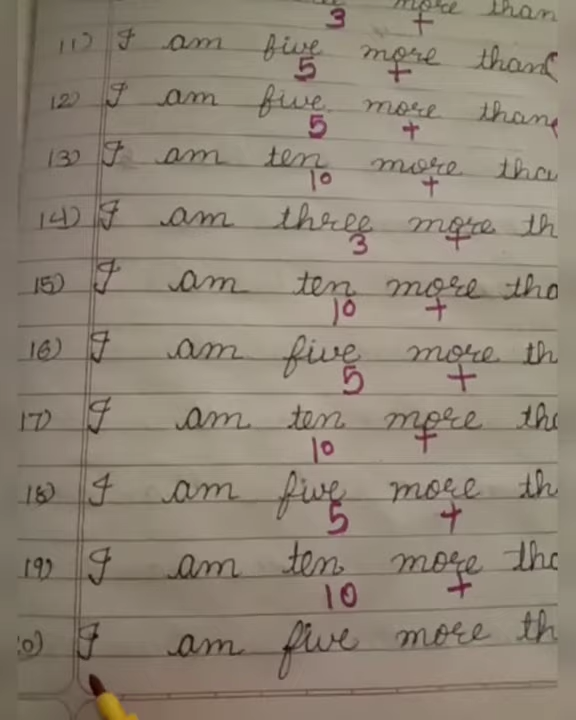 more than
3 +
11) I am five more than
5 +
12) I am five more than
5 +
13) I am ten more tha
10 +
14) I am three more th
3 +
15) I am ten more tha
10 +
16) I am five more th
5 +
17) I am ten more the
10 +
18) I am five more th
5 +
19) I am ten more tha
10 +
0) I am five more th